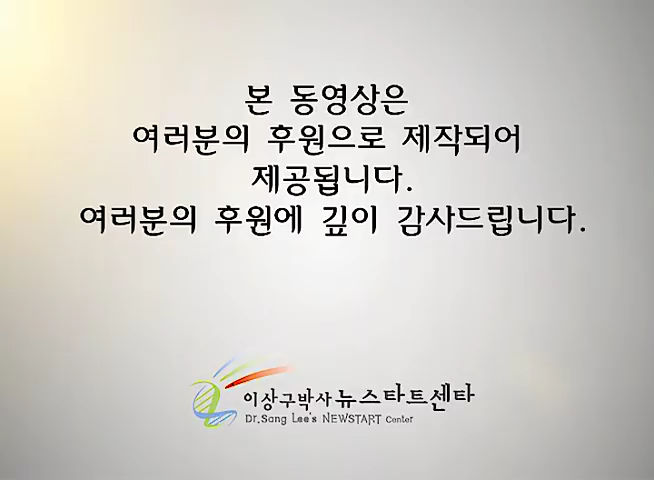 본 동영상은
여러분의 후원으로 제작되어
제공됩니다.
여러분의 후원에 깊이 감사드립니다.
이상구박사 뉴스타트센타
Dr.Sang Lee's NEWSTART Center